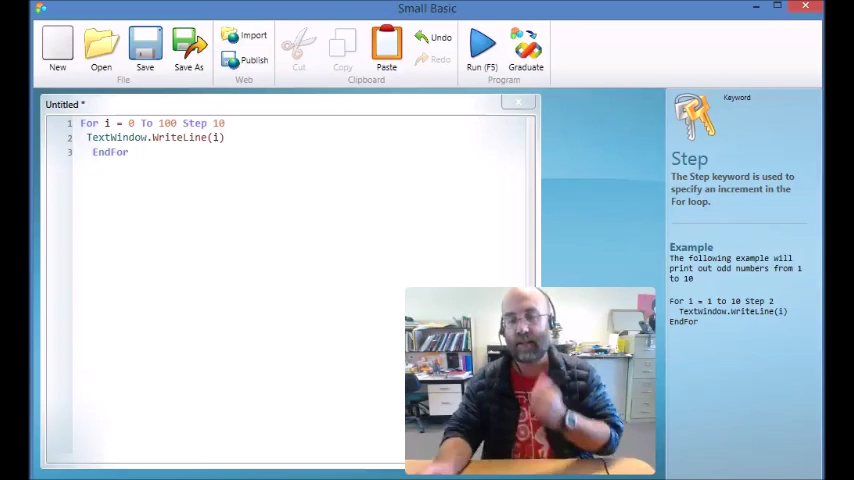 Small Basic
New
Open
Save
Save As
Import
Publish
Cut
Copy
Paste
Undo
Redo
Run (F5)
Graduate
File
Web
Clipboard
Program
Untitled *
1 For i = 0 To 100 Step 10
2 TextWindow.WriteLine(i)
3 EndFor
Keyword
Step
The Step keyword is used to
specify an increment in the
For loop.
Example
The following example will
print out odd numbers from 1
to 10
For i = 1 to 10 Step 2
TextWindow.WriteLine(i)
EndFor